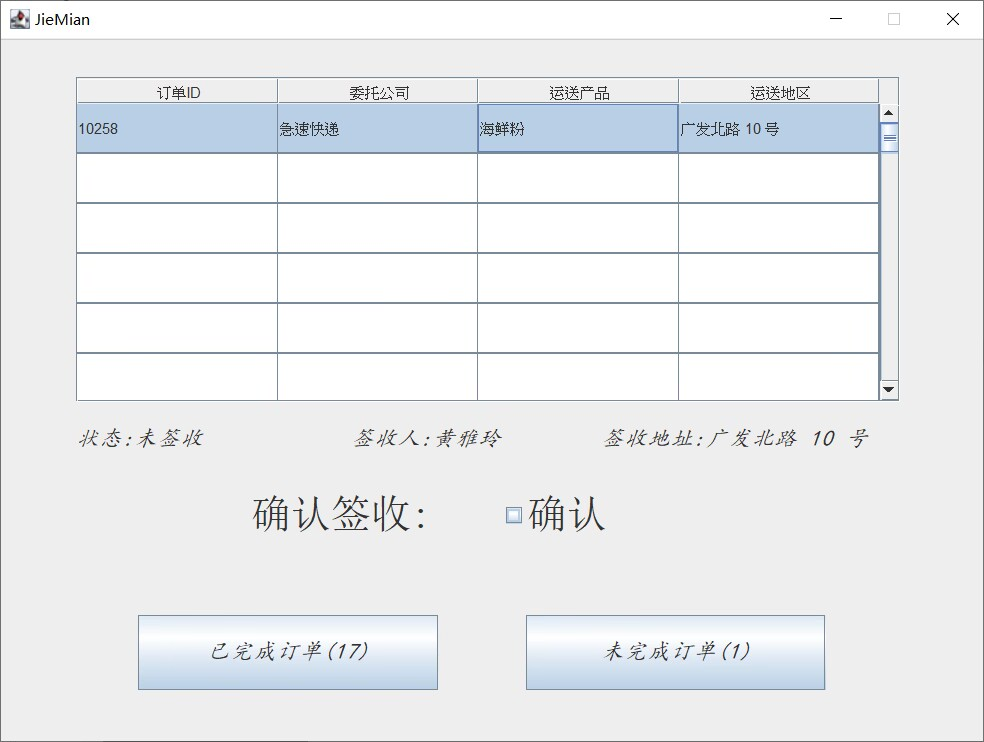 JieMian
订单ID 委托公司 运送产品 运送地区
10258 急速快递 海鲜粉 广发北路 10 号
状态:未签收 签收人:黄雅玲 签收地址:广发北路 10 号
确认签收: 确认
已完成订单(17) 未完成订单(1)